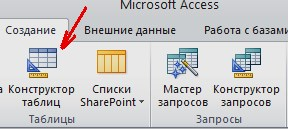 Microsoft Access
Создание Внешние данные Работа с базами
а Конструктор таблиц
Списки SharePoint
Мастер запросов
Конструктор запросов
Таблицы Запросы